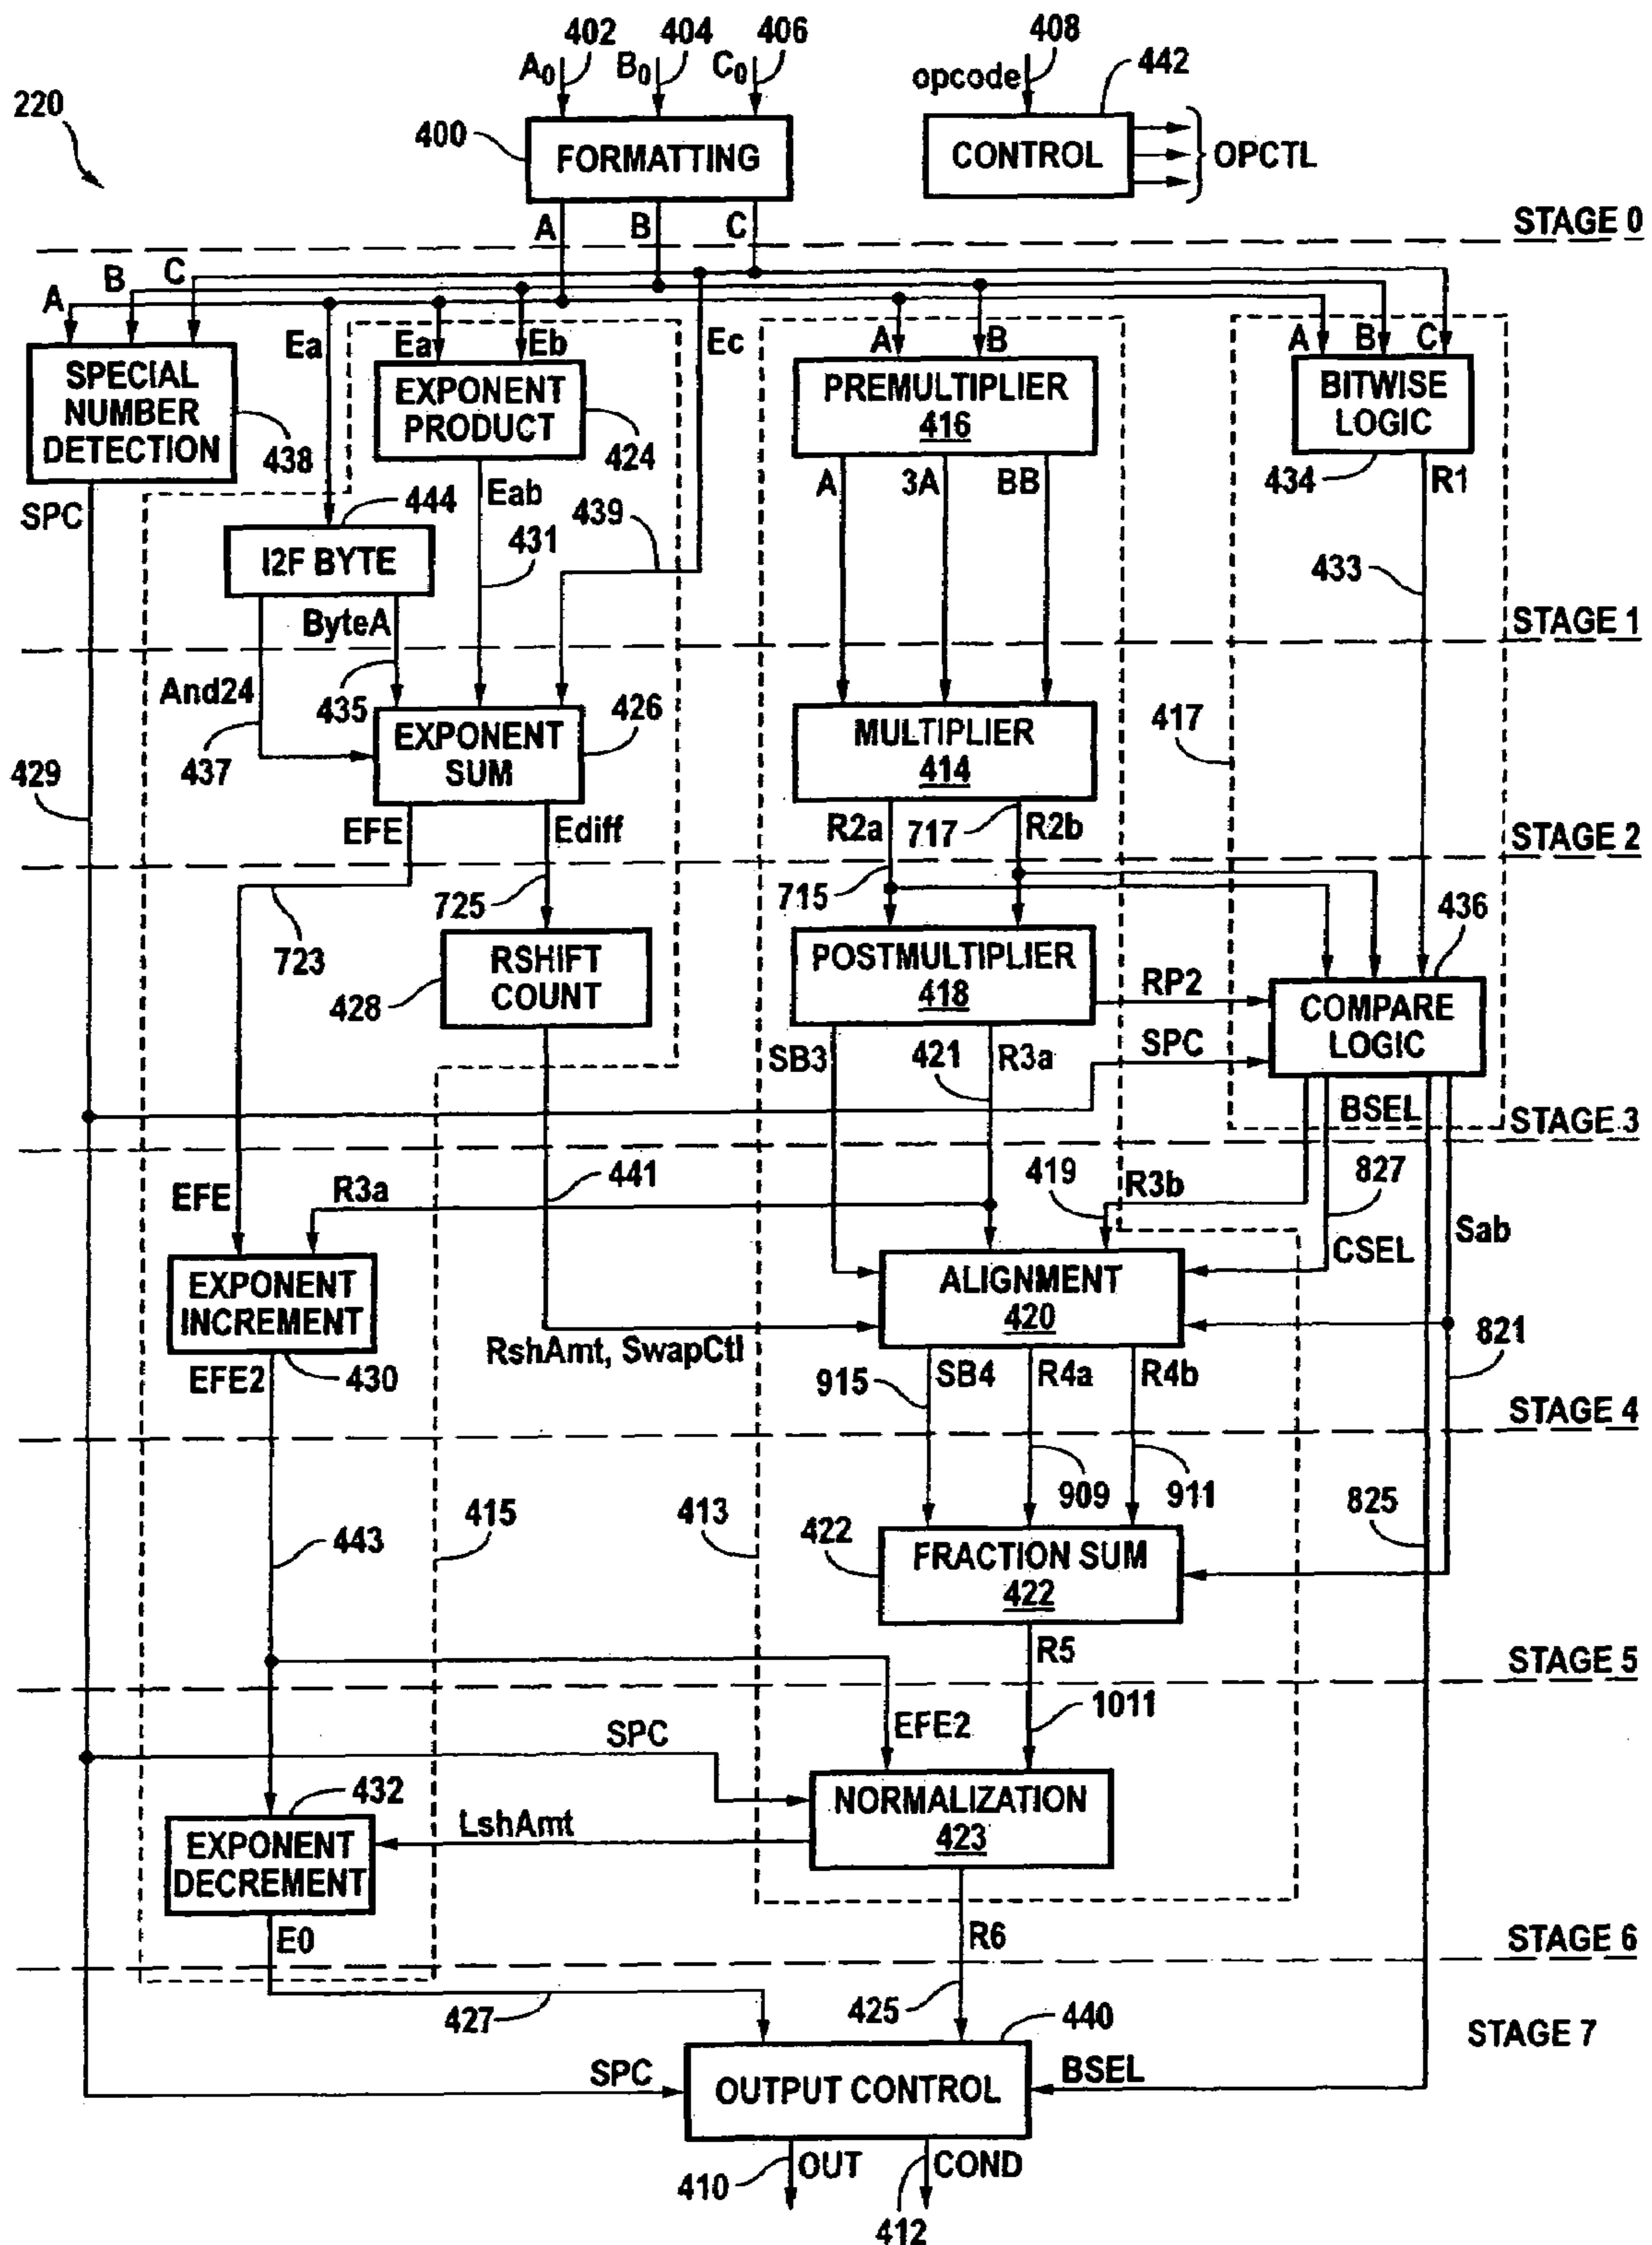 402 404 406 408 442
A0 B0 C0 opcode
220
400 FORMATTING CONTROL OPCTL
A B C
STAGE 0
A B C
Ea Ea Eb Ec A B A B C
SPECIAL NUMBER DETECTION 438
EXPONENT PRODUCT 424
PREMULTIPLIER 416
BITWISE LOGIC 434
SPC 444 Eab 439 A 3A BB R1
I2F BYTE 431 433
ByteA
STAGE 1
And24 435 437
EXPONENT SUM 426
MULTIPLIER 414
417
429
EFE Ediff R2a 717 R2b
STAGE 2
723 725 715 436
RSHIFT COUNT 428
POSTMULTIPLIER 418
RP2
COMPARE LOGIC
SB3 421 R3a SPC
BSEL
STAGE 3
EFE R3a 441 419 R3b 827
CSEL Sab
EXPONENT INCREMENT
ALIGNMENT 420
RshAmt, SwapCtl
821
EFE2 430 915 SB4 R4a R4b
STAGE 4
909 911
443 415 413 422 825
FRACTION SUM 422
R5
STAGE 5
SPC EFE2 1011
432
NORMALIZATION 423
LshAmt
EXPONENT DECREMENT
E0 R6
STAGE 6
427 425 440
STAGE 7
SPC OUTPUT CONTROL BSEL
410 OUT COND
412